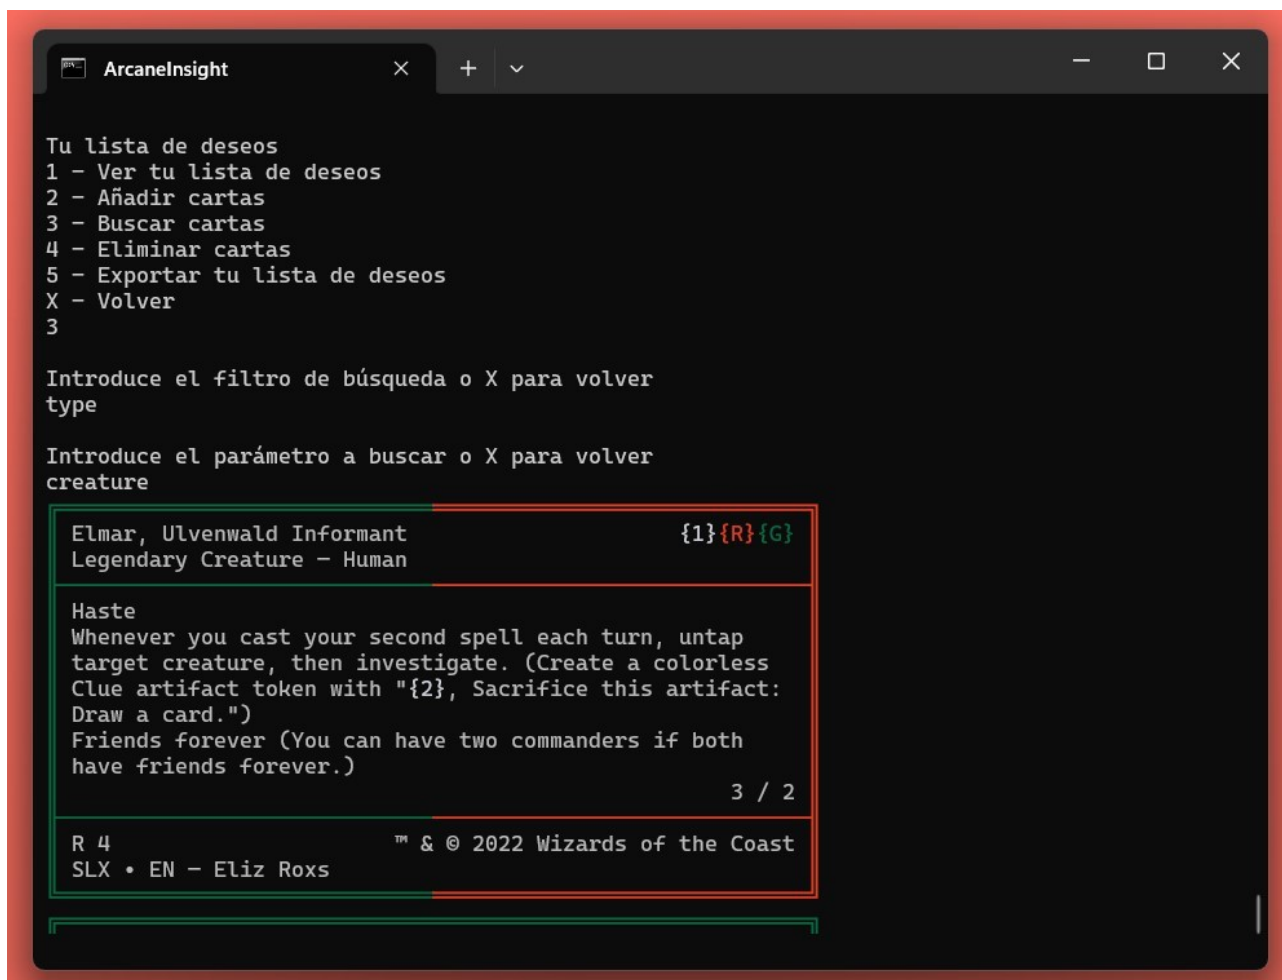 ArcaneInsight
Tu lista de deseos
1 – Ver tu lista de deseos
2 – Añadir cartas
3 – Buscar cartas
4 – Eliminar cartas
5 – Exportar tu lista de deseos
X – Volver
3
Introduce el filtro de búsqueda o X para volver
type
Introduce el parámetro a buscar o X para volver
creature
Elmar, Ulvenwald Informant {1}{R}{G}
Legendary Creature — Human
Haste
Whenever you cast your second spell each turn, untap
target creature, then investigate. (Create a colorless
Clue artifact token with "{2}, Sacrifice this artifact:
Draw a card.")
Friends forever (You can have two commanders if both
have friends forever.)
3 / 2
R 4 ™ & © 2022 Wizards of the Coast
SLX • EN — Eliz Roxs